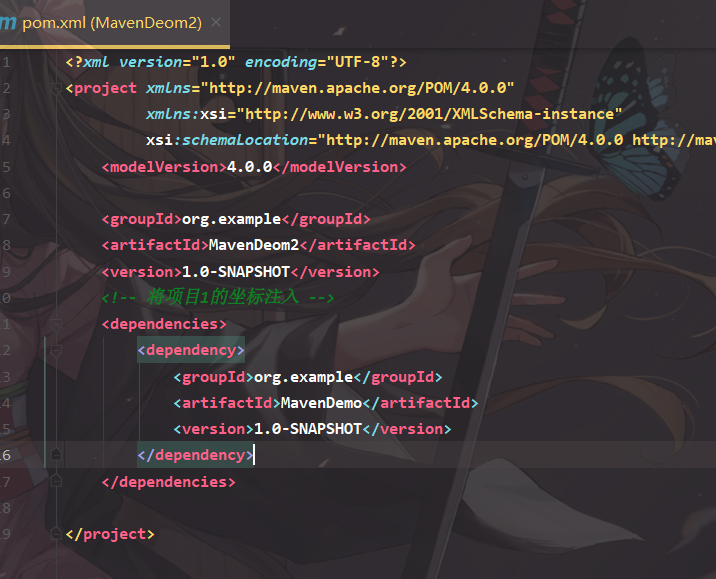 m pom.xml (MavenDeom2) ×
1 <?xml version="1.0" encoding="UTF-8"?>
2 <project xmlns="http://maven.apache.org/POM/4.0.0"
3 xmlns:xsi="http://www.w3.org/2001/XMLSchema-instance"
4 xsi:schemaLocation="http://maven.apache.org/POM/4.0.0 http://mav
5 <modelVersion>4.0.0</modelVersion>
6
7 <groupId>org.example</groupId>
8 <artifactId>MavenDeom2</artifactId>
9 <version>1.0-SNAPSHOT</version>
0 <!-- 将项目1的坐标注入 -->
1 <dependencies>
2 <dependency>
3 <groupId>org.example</groupId>
4 <artifactId>MavenDemo</artifactId>
5 <version>1.0-SNAPSHOT</version>
6 </dependency>
7 </dependencies>
8
9 </project>